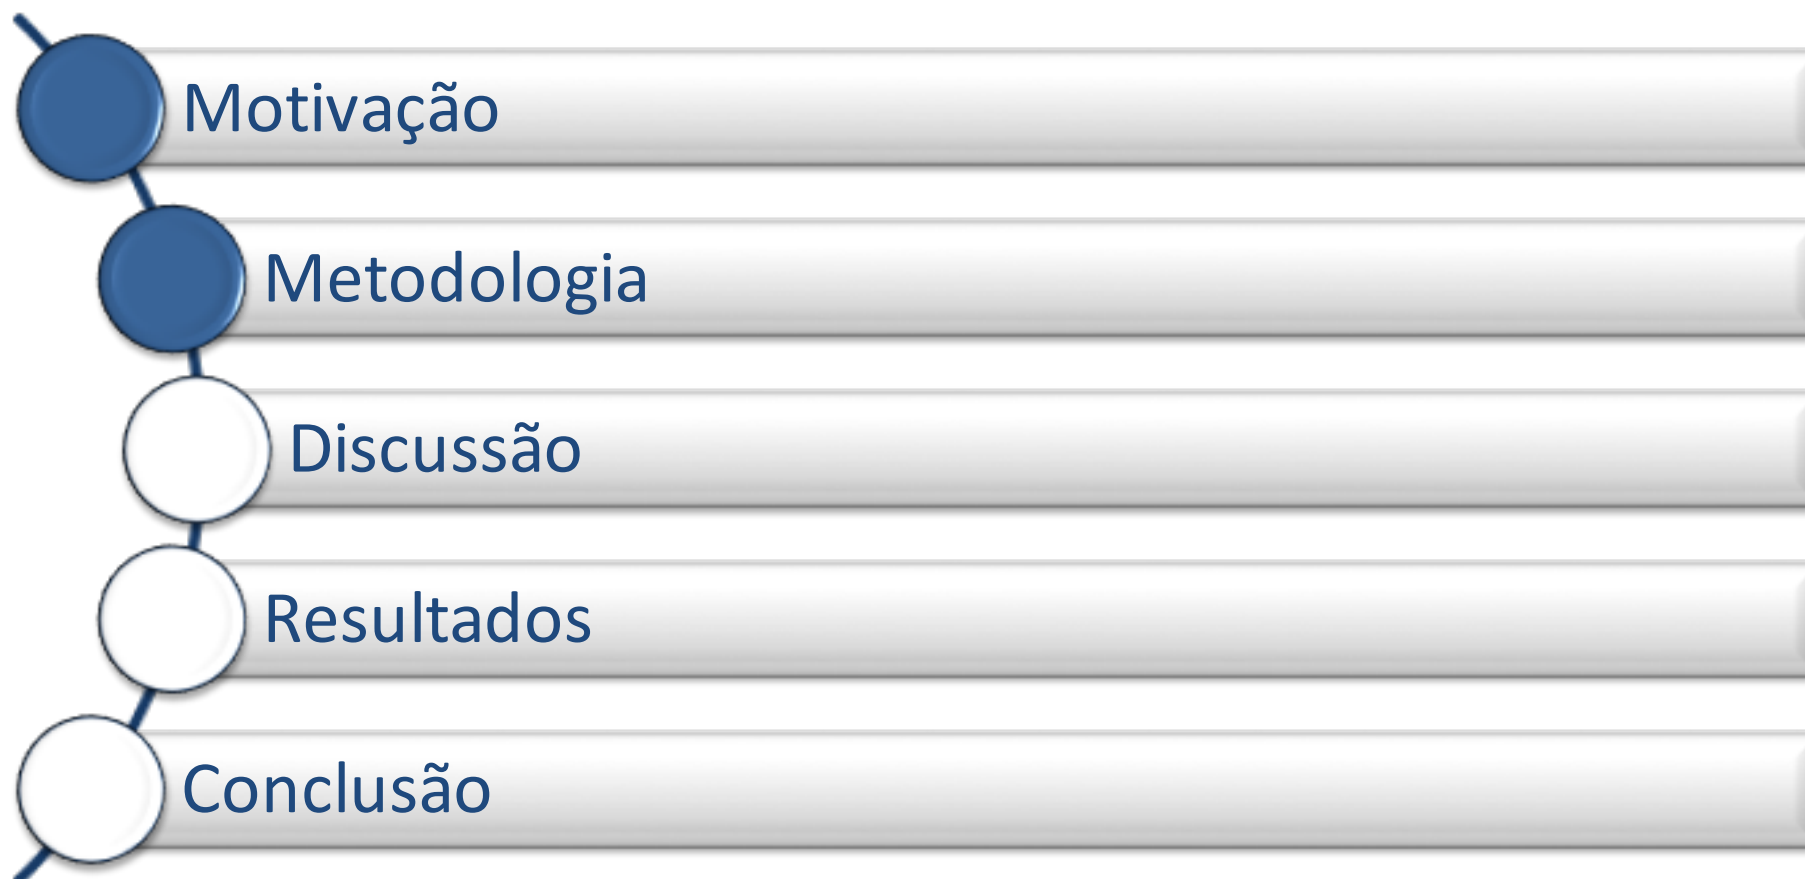 Motivação
Metodologia
Discussão
Resultados
Conclusão